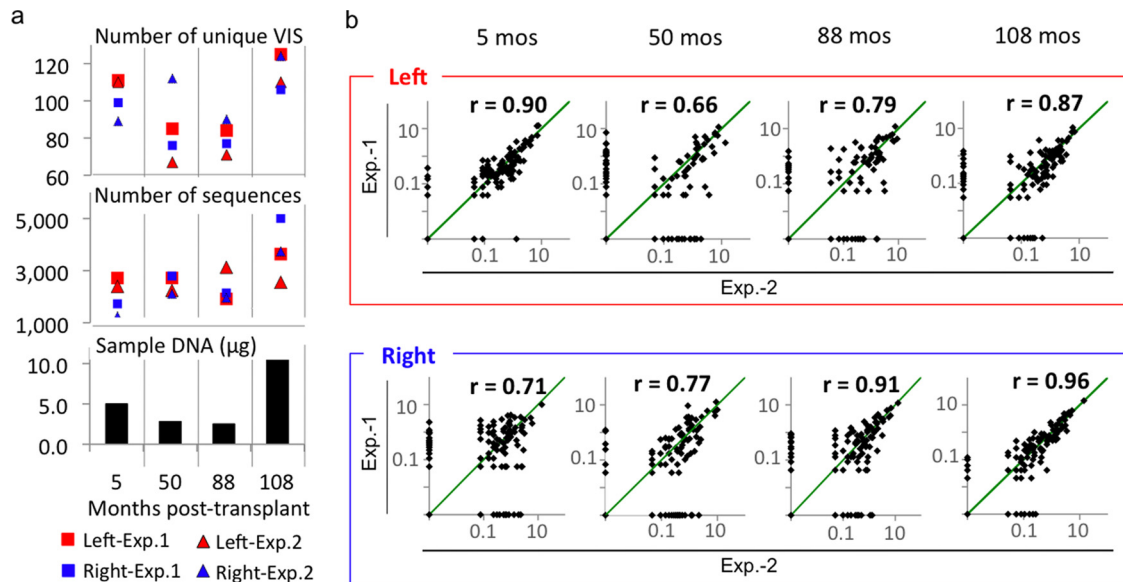 a
Number of unique VIS
120
100
80
60
Number of sequences
5,000
3,000
1,000
Sample DNA (µg)
10.0
5.0
0.0
5 50 88 108
Months post-transplant
Left-Exp.1 Left-Exp.2
Right-Exp.1 Right-Exp.2
b
5 mos 50 mos 88 mos 108 mos
Left
r = 0.90 r = 0.66 r = 0.79 r = 0.87
10 10 10 10
Exp.-1
0.1 0.1 0.1 0.1
0.1 10 0.1 10 0.1 10 0.1 10
Exp.-2
Right
r = 0.71 r = 0.77 r = 0.91 r = 0.96
10 10 10 10
Exp.-1
0.1 0.1 0.1 0.1
0.1 10 0.1 10 0.1 10 0.1 10
Exp.-2